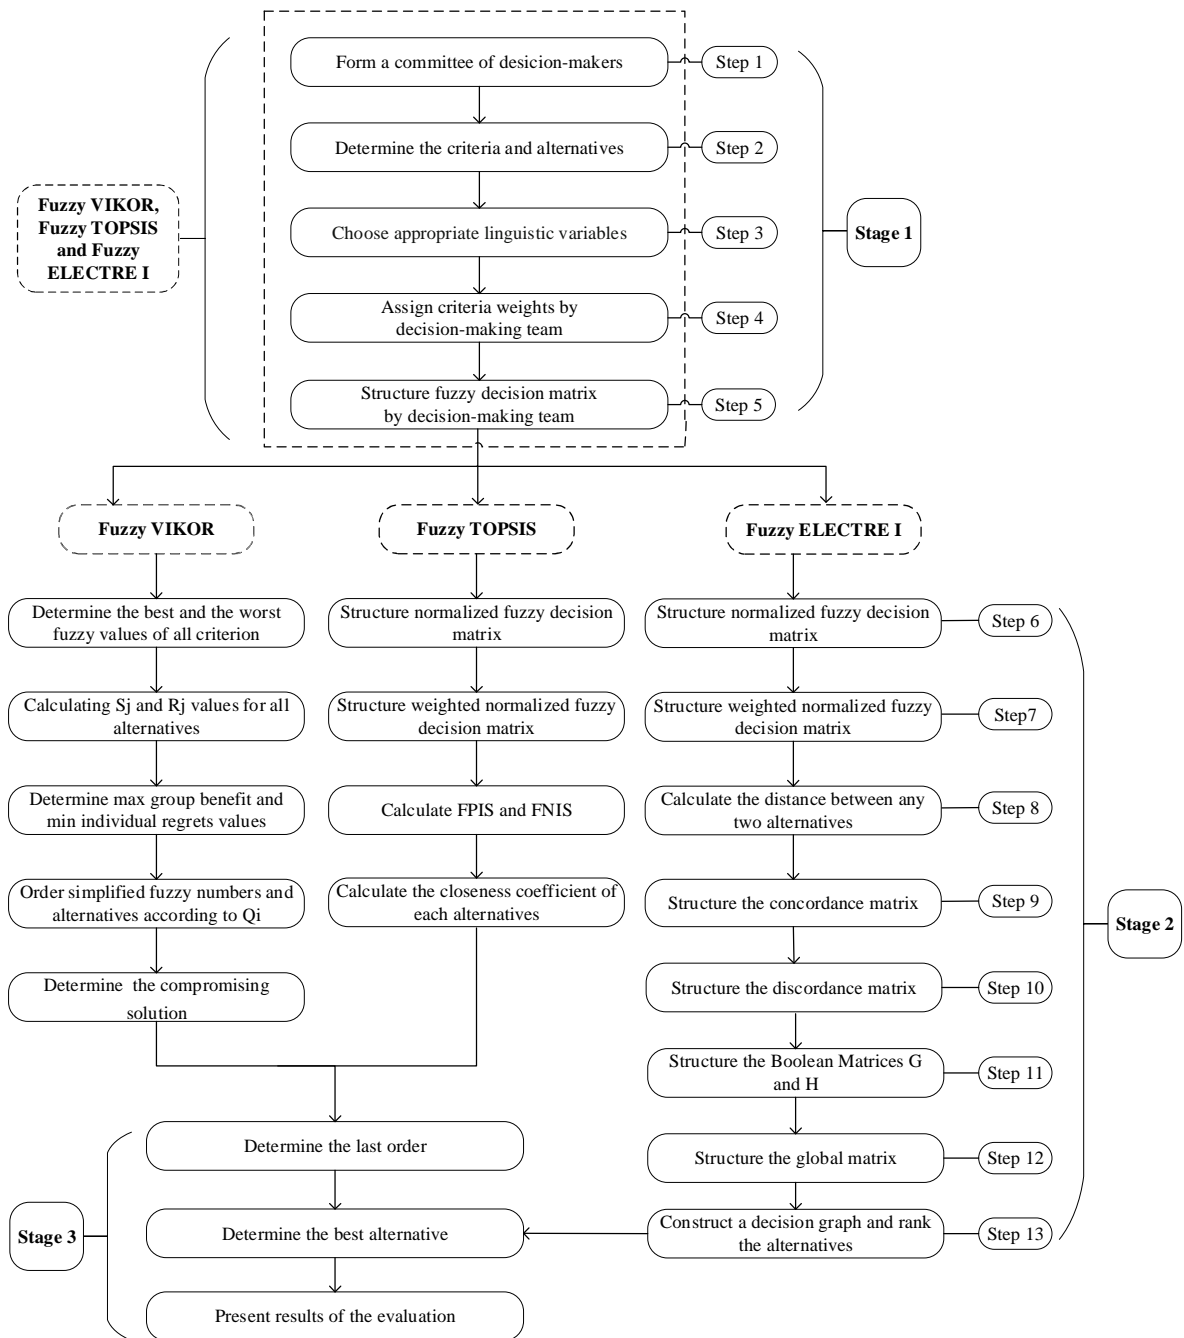 Form a committee of desicion-makers
Step 1
Determine the criteria and alternatives
Step 2
Fuzzy VIKOR,
Fuzzy TOPSIS
and Fuzzy
ELECTRE I
Choose appropriate linguistic variables
Step 3
Stage 1
Assign criteria weights by
decision-making team
Step 4
Structure fuzzy decision matrix
by decision-making team
Step 5
Fuzzy VIKOR
Fuzzy TOPSIS
Fuzzy ELECTRE I
Determine the best and the worst
fuzzy values of all criterion
Structure normalized fuzzy decision
matrix
Structure normalized fuzzy decision
matrix
Step 6
Calculating Sj and Rj values for all
alternatives
Structure weighted normalized fuzzy
decision matrix
Structure weighted normalized fuzzy
decision matrix
Step7
Determine max group benefit and
min individual regrets values
Calculate FPIS and FNIS
Calculate the distance between any
two alternatives
Step 8
Order simplified fuzzy numbers and
alternatives according to Qi
Calculate the closeness coefficient of
each alternatives
Structure the concordance matrix
Step 9
Stage 2
Determine the compromising
solution
Structure the discordance matrix
Step 10
Structure the Boolean Matrices G
and H
Step 11
Determine the last order
Structure the global matrix
Step 12
Stage 3
Determine the best alternative
Construct a decision graph and rank
the alternatives
Step 13
Present results of the evaluation